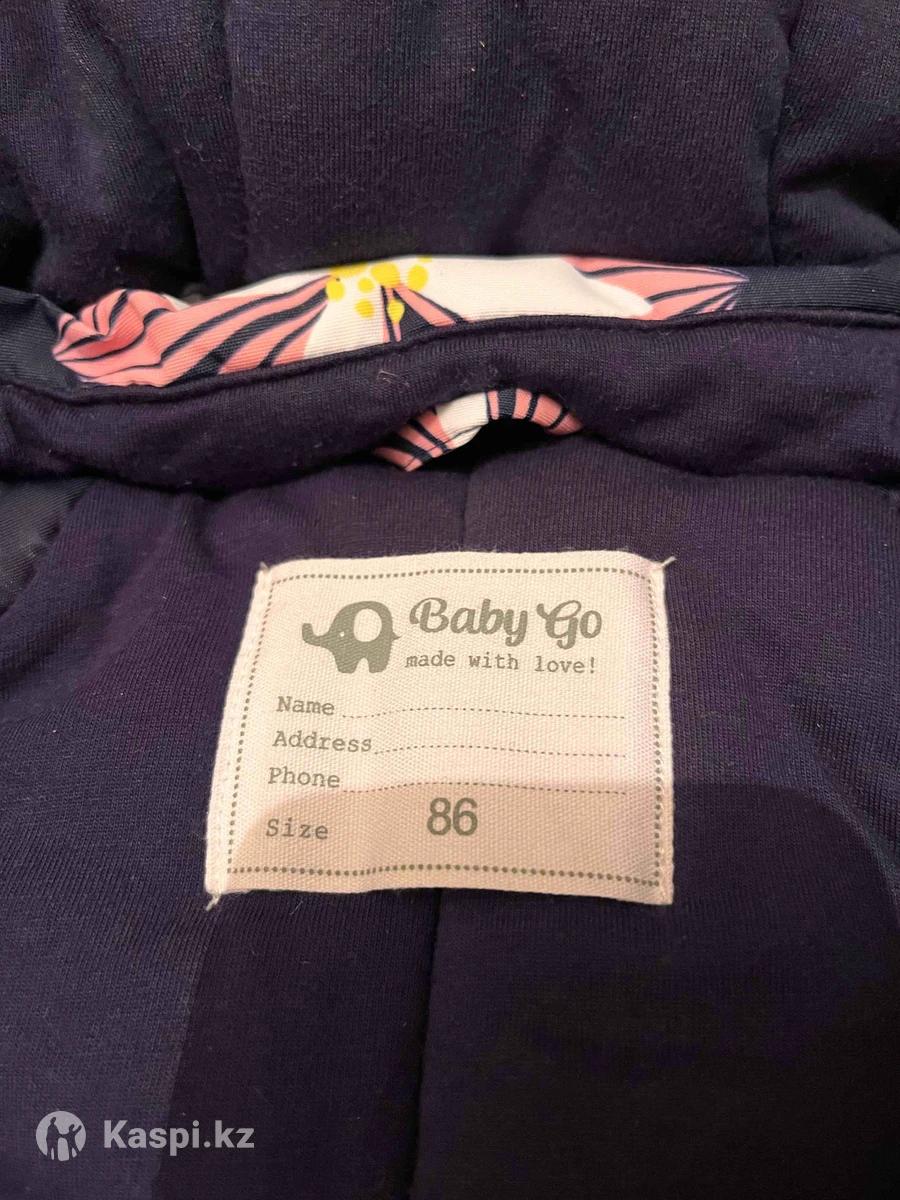 Baby Go
made with love!
Name
Address
Phone
Size 86
Kaspi.kz